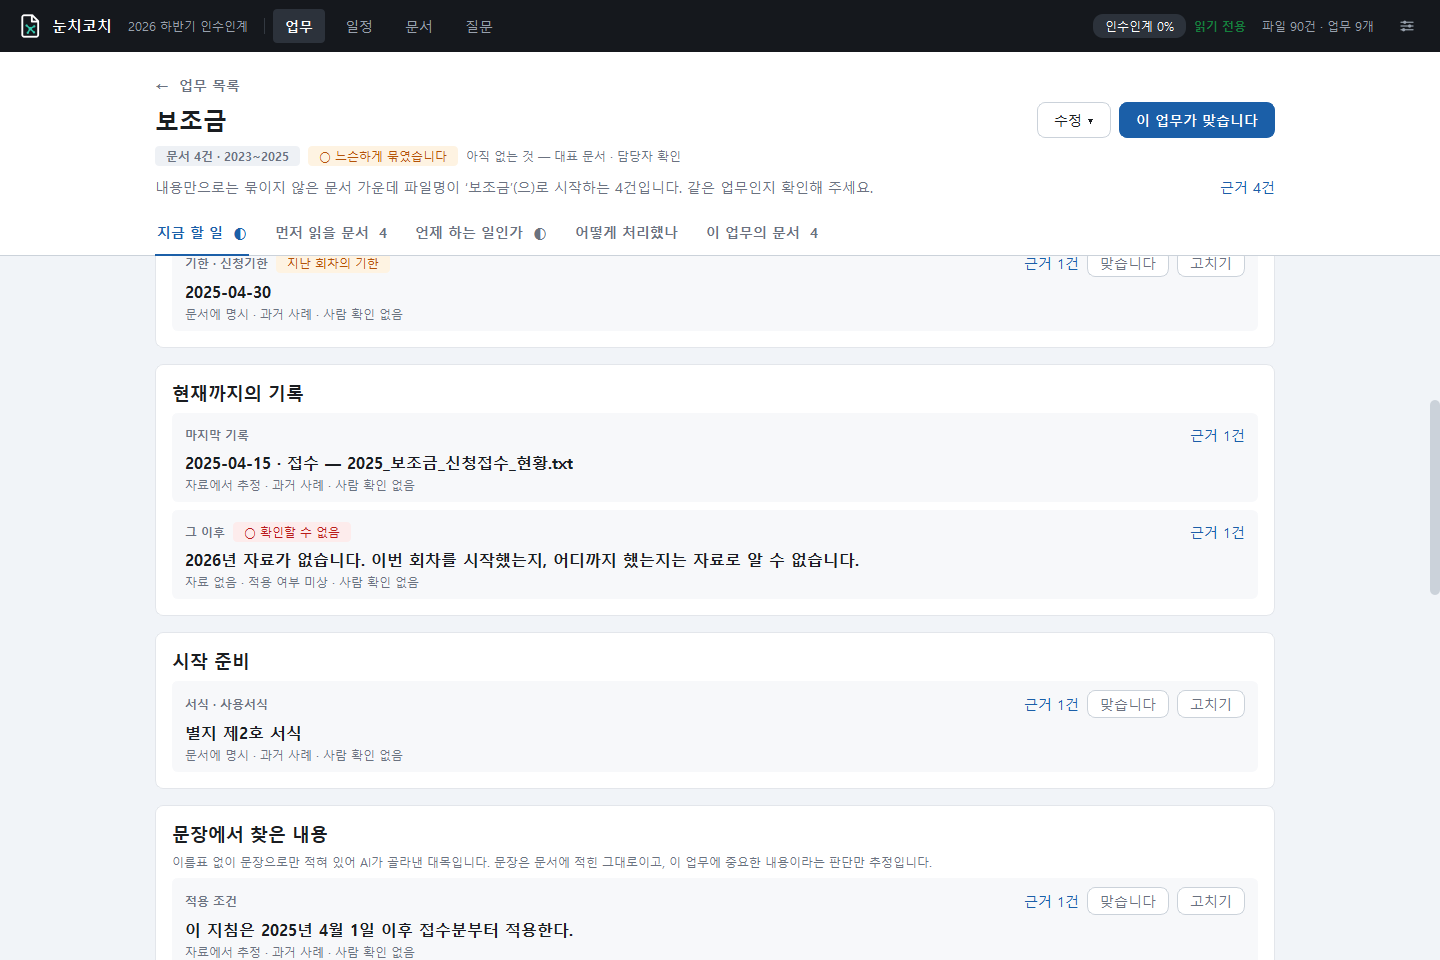 눈치코치 2026 하반기 인수인계 업무 일정 문서 질문 인수인계 0% 읽기 전용 파일 90건 · 업무 9개
← 업무 목록
보조금 수정 ▾ 이 업무가 맞습니다
문서 4건 · 2023~2025 ○ 느슨하게 묶였습니다 아직 없는 것 — 대표 문서 · 담당자 확인
내용만으로는 묶이지 않은 문서 가운데 파일명이 '보조금'(으)로 시작하는 4건입니다. 같은 업무인지 확인해 주세요. 근거 4건
지금 할 일 ◐ 먼저 읽을 문서 4 언제 하는 일인가 ◐ 어떻게 처리했나 이 업무의 문서 4
기한 · 신청기한 지난 회차의 기한 근거 1건 맞습니다 고치기
2025-04-30
문서에 명시 · 과거 사례 · 사람 확인 없음
현재까지의 기록
마지막 기록 근거 1건
2025-04-15 · 접수 — 2025_보조금_신청접수_현황.txt
자료에서 추정 · 과거 사례 · 사람 확인 없음
그 이후 ○ 확인할 수 없음 근거 1건
2026년 자료가 없습니다. 이번 회차를 시작했는지, 어디까지 했는지는 자료로 알 수 없습니다.
자료 없음 · 적용 여부 미상 · 사람 확인 없음
시작 준비
서식 · 사용서식 근거 1건 맞습니다 고치기
별지 제2호 서식
문서에 명시 · 과거 사례 · 사람 확인 없음
문장에서 찾은 내용
이름표 없이 문장으로만 적혀 있어 AI가 골라낸 대목입니다. 문장은 문서에 적힌 그대로이고, 이 업무에 중요한 내용이라는 판단만 추정입니다.
적용 조건 근거 1건 맞습니다 고치기
이 지침은 2025년 4월 1일 이후 접수분부터 적용한다.
자료에서 추정 · 과거 사례 · 사람 확인 없음